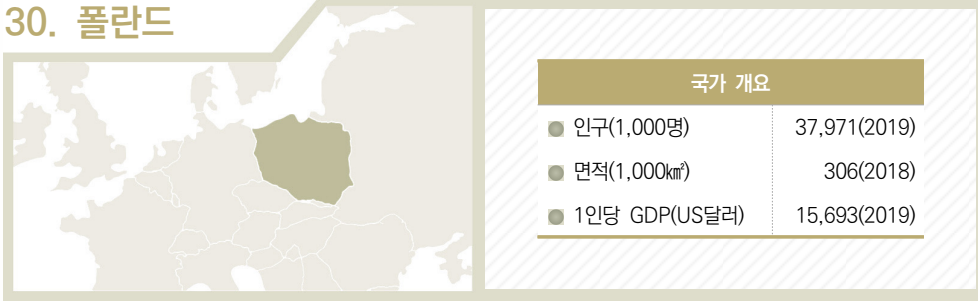 30. 폴란드
국가 개요
인구(1,000명) 37,971(2019)
면적(1,000㎢) 306(2018)
1인당 GDP(US달러) 15,693(2019)